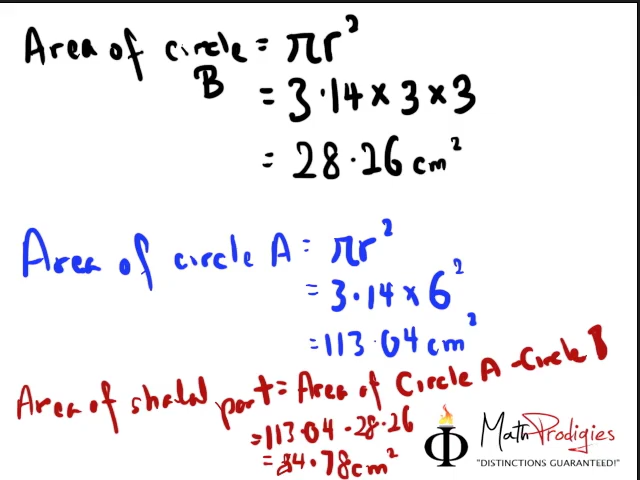 Area of circle = πr²
B
= 3.14 × 3 × 3
= 28.26 cm²
Area of circle A = πr²
= 3.14 × 6²
= 113.04 cm²
Area of shaded part = Area of Circle A - Circle B
= 113.04 - 28.26
= 84.78 cm²
Math Prodigies
"DISTINCTIONS GUARANTEED!"